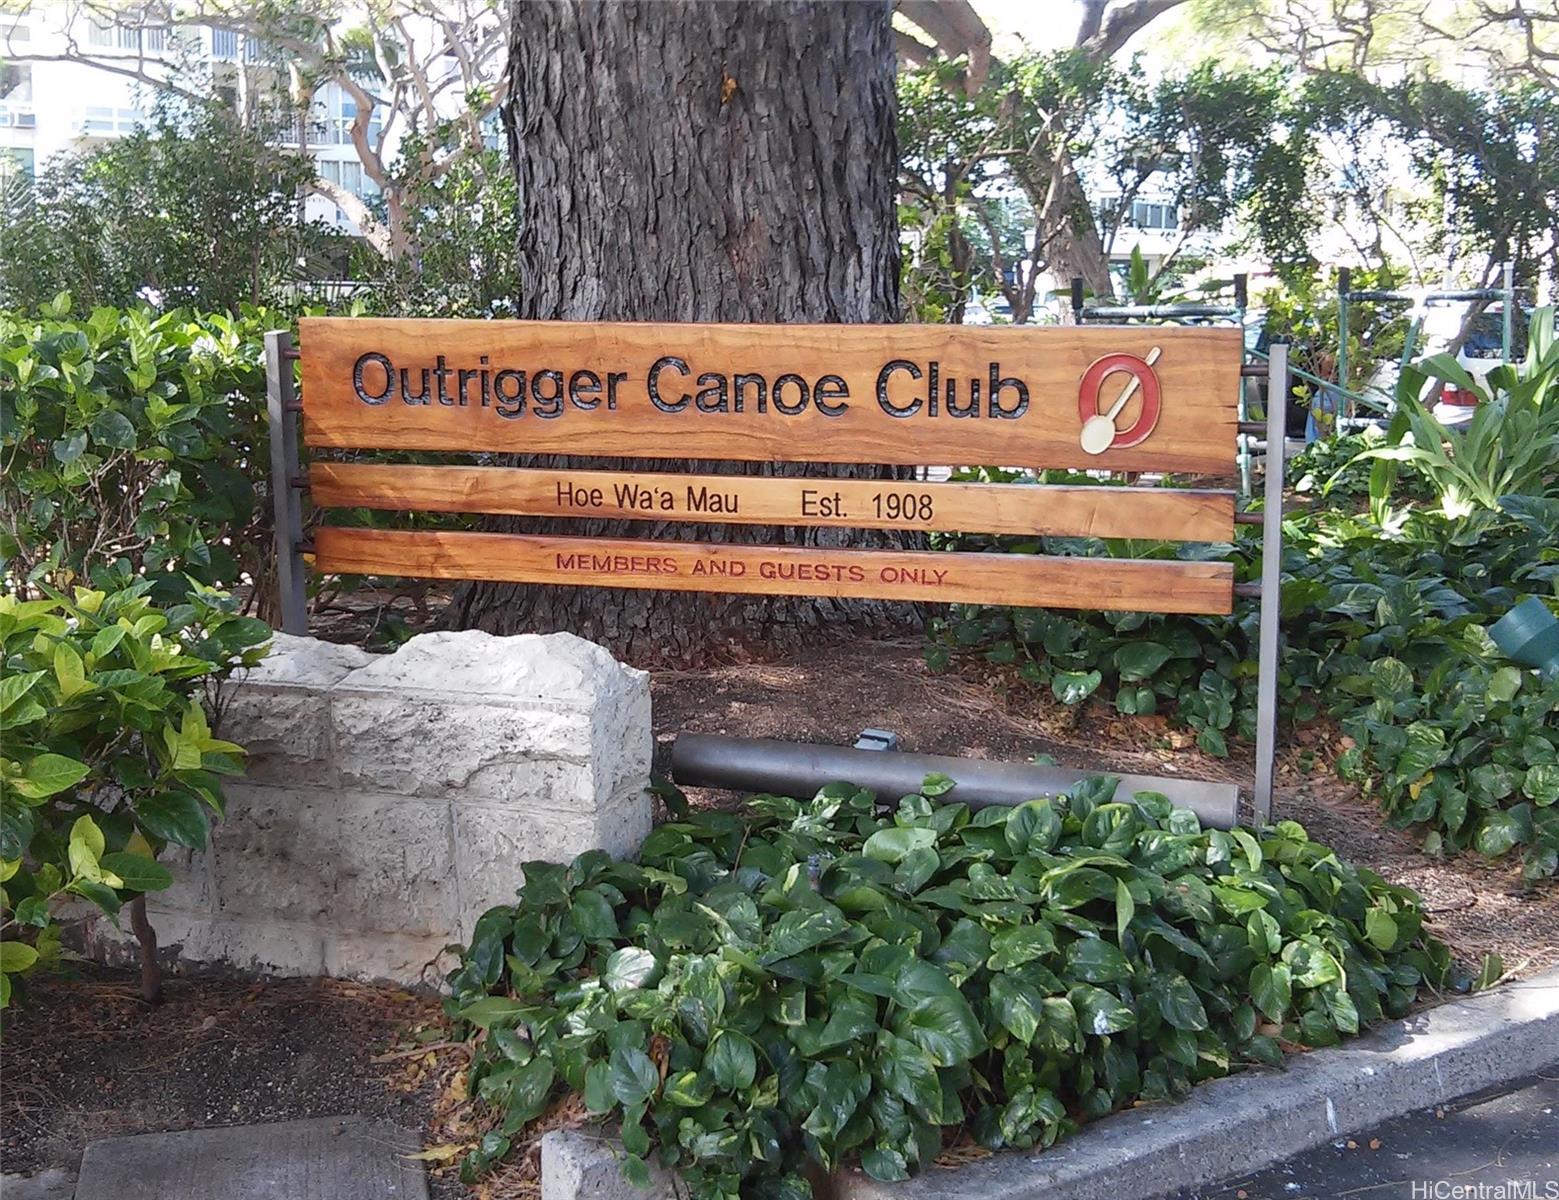 Outrigger Canoe Club
Hoe Wa‘a Mau Est. 1908
MEMBERS AND GUESTS ONLY
HiCentralMLS